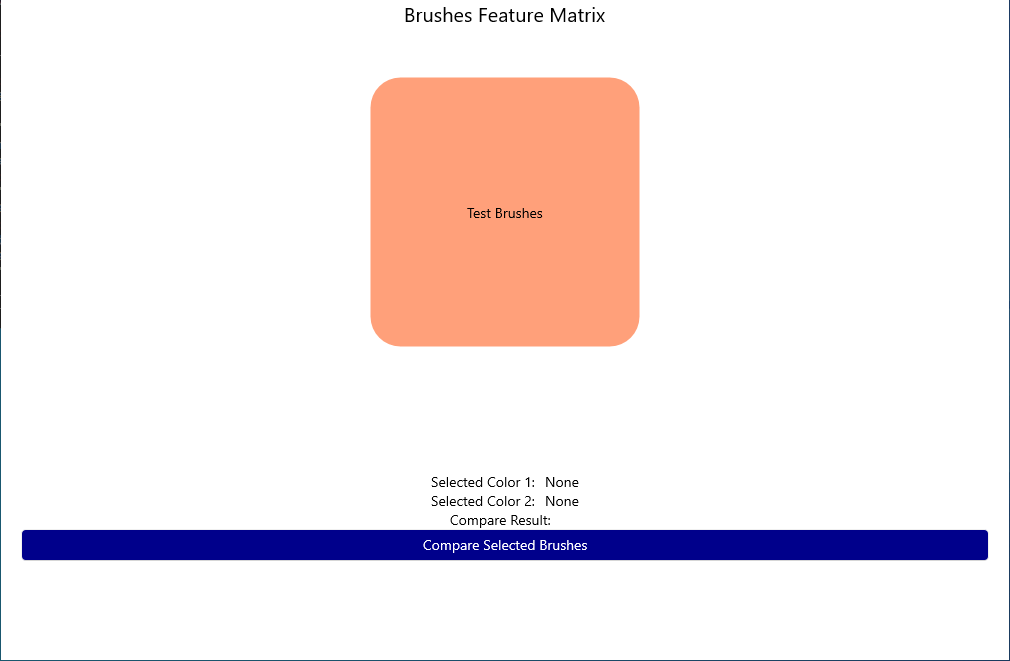 Brushes Feature Matrix
Test Brushes
Selected Color 1: None
Selected Color 2: None
Compare Result:
Compare Selected Brushes